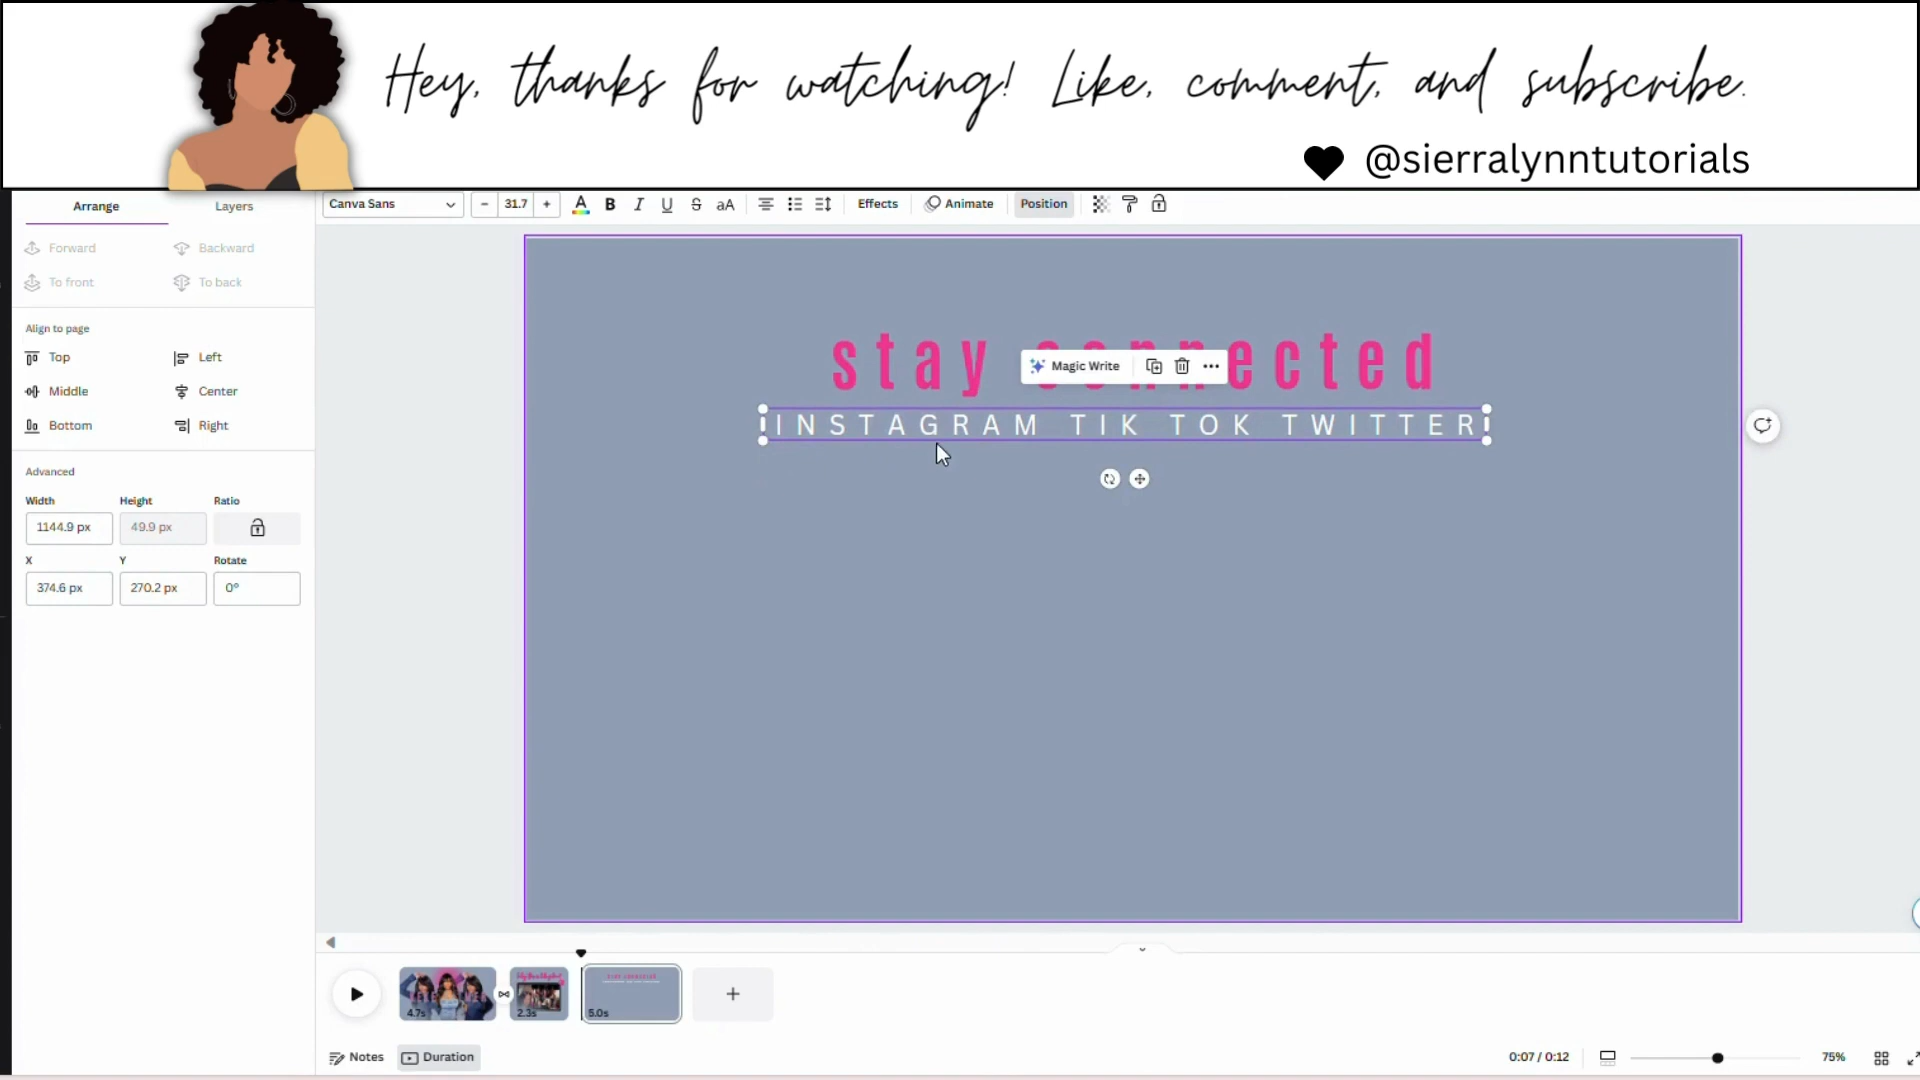 Hey, thanks for watching! Like, comment, and subscribe.
@sierralynntutorials
Arrange
Layers
Canva Sans
31.7
A
B
I
U
S
aA
Effects
Animate
Position
Forward
Backward
To front
To back
Align to page
Top
Left
Middle
Center
Bottom
Right
Advanced
Width
Height
Ratio
1144.9 px
49.9 px
X
Y
Rotate
374.6 px
270.2 px
0°
stay connected
Magic Write
INSTAGRAM TIK TOK TWITTER
4.7s
2.3s
5.0s
Notes
Duration
0:07 / 0:12
75%